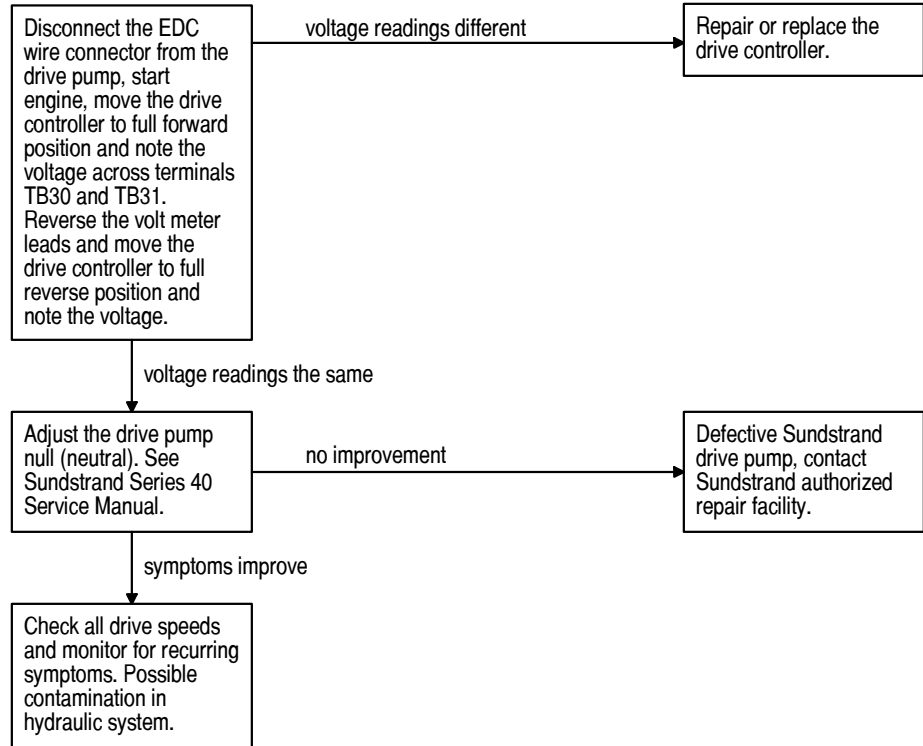 Disconnect the EDC
wire connector from the
drive pump, start
engine, move the drive
controller to full forward
position and note the
voltage across terminals
TB30 and TB31.
Reverse the volt meter
leads and move the
drive controller to full
reverse position and
note the voltage.
voltage readings different
Repair or replace the
drive controller.
voltage readings the same
Adjust the drive pump
null (neutral). See
Sundstrand Series 40
Service Manual.
no improvement
Defective Sundstrand
drive pump, contact
Sundstrand authorized
repair facility.
symptoms improve
Check all drive speeds
and monitor for recurring
symptoms. Possible
contamination in
hydraulic system.